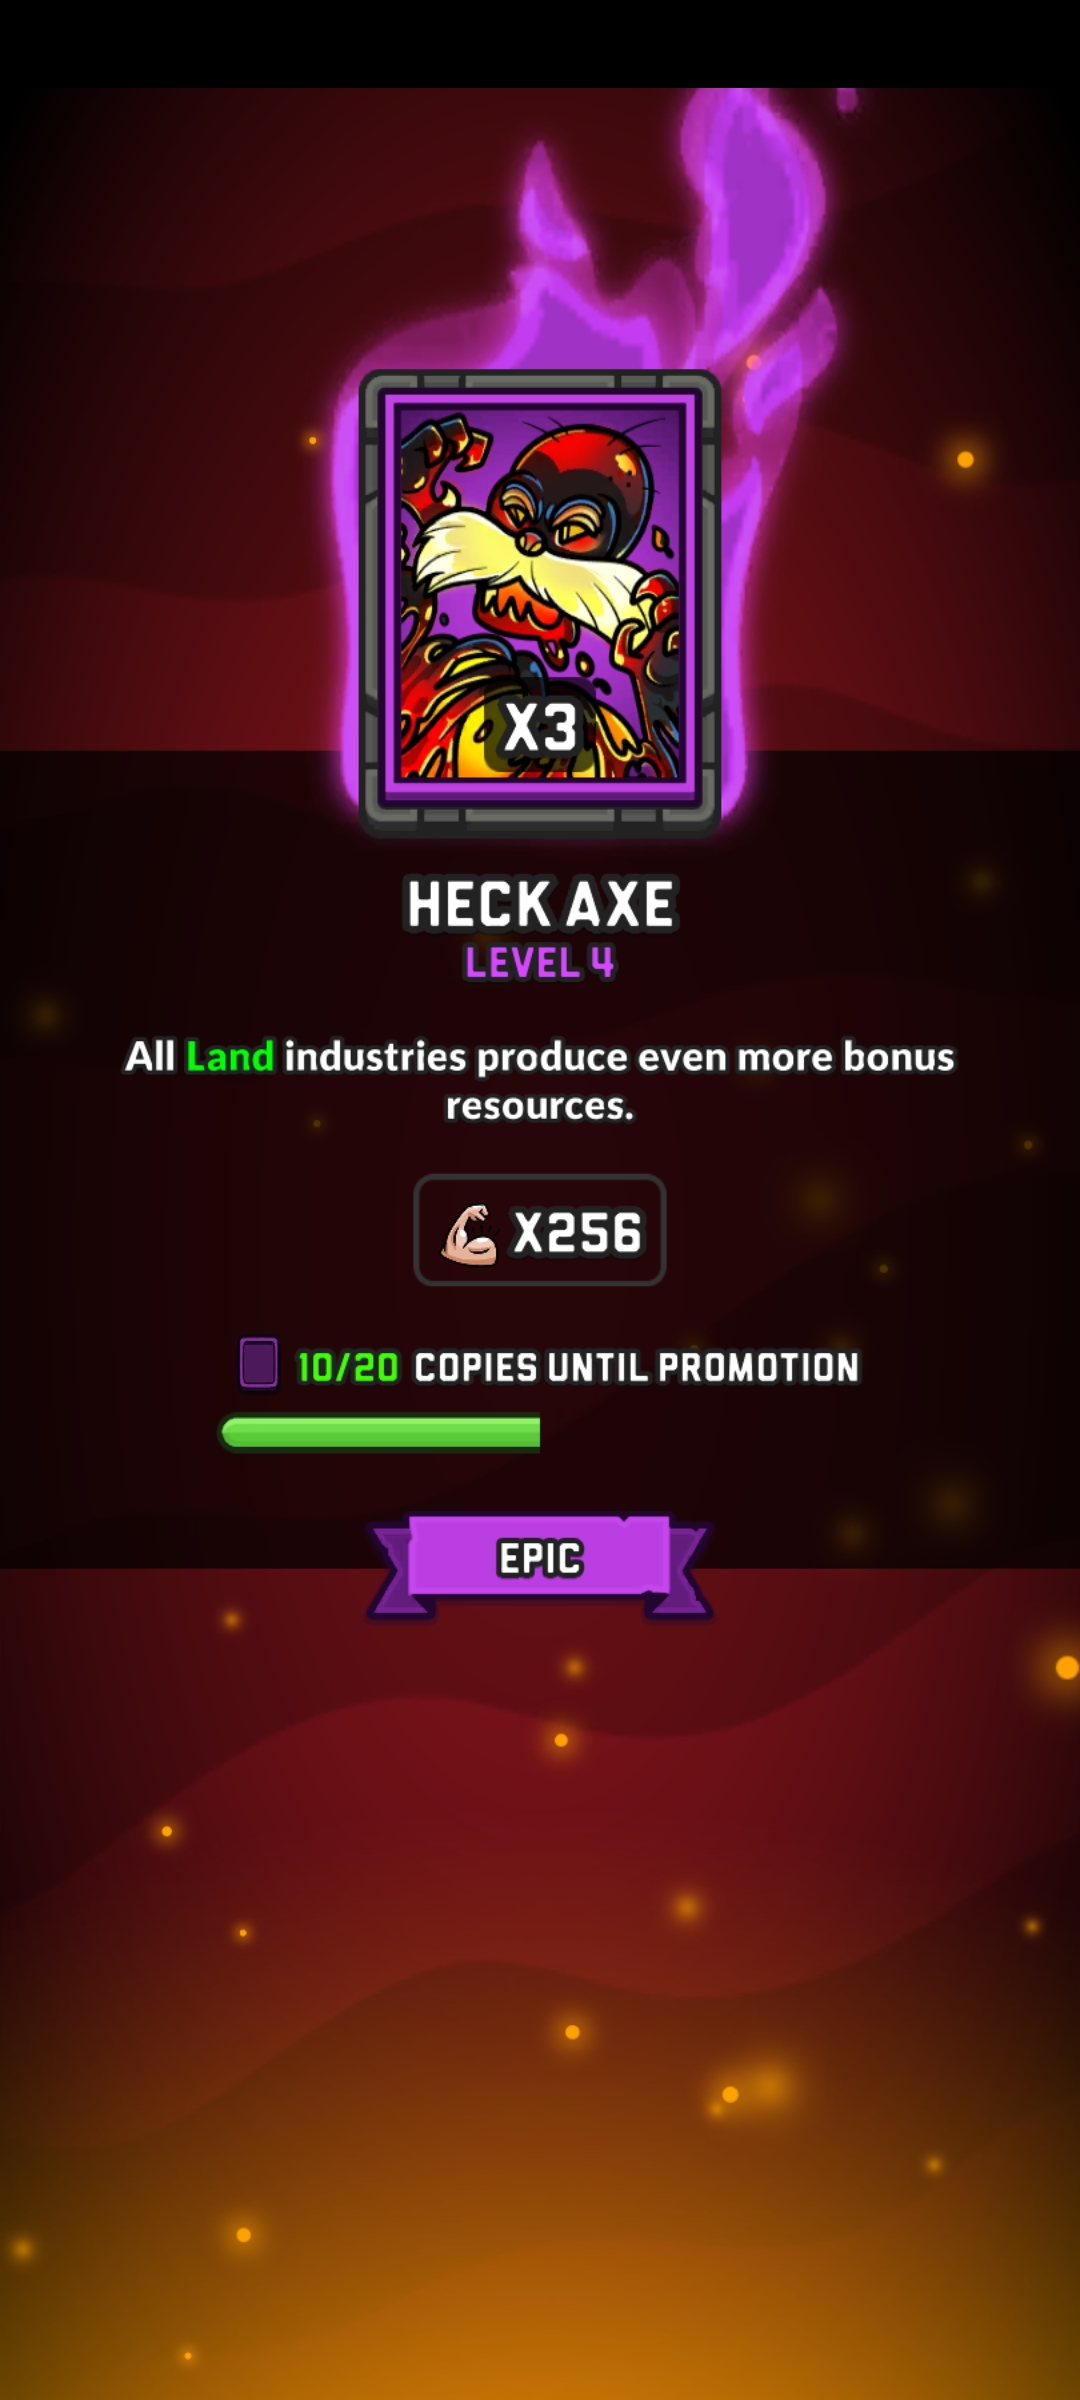 X3
HECK AXE
LEVEL 4
All Land industries produce even more bonus
resources.
X256
10/20 COPIES UNTIL PROMOTION
EPIC